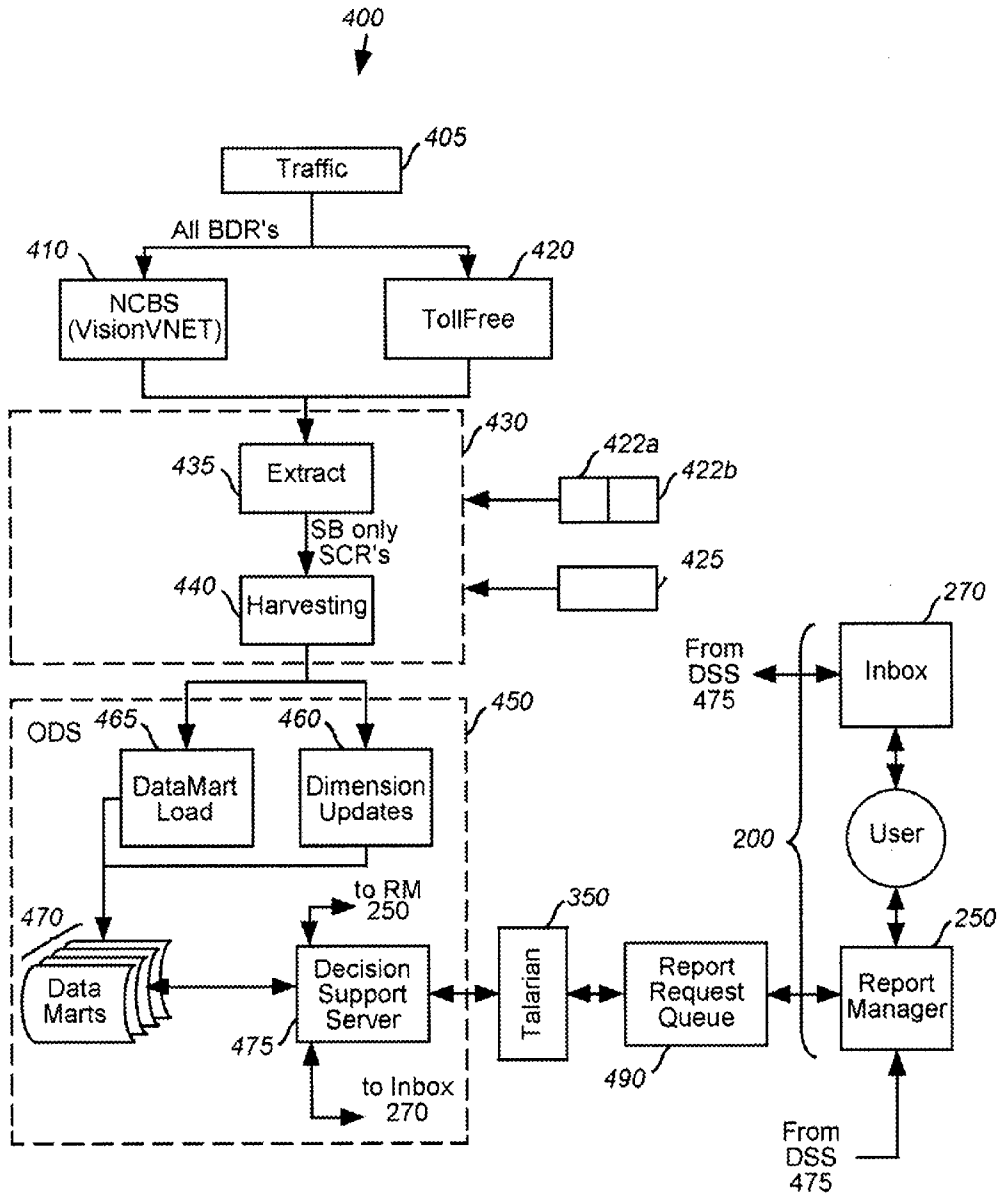 400
405
Traffic
All BDR's
410
420
NCBS
(VisionVNET)
TollFree
430
435
Extract
422a
422b
SB only
SCR's
425
440
Harvesting
270
From
DSS
475
Inbox
450
ODS
465
460
DataMart
Load
Dimension
Updates
200
User
to RM
250
350
250
470
Data
Marts
Decision
Support
Server
475
Talarian
Report
Request
Queue
490
Report
Manager
to Inbox
270
From
DSS
475